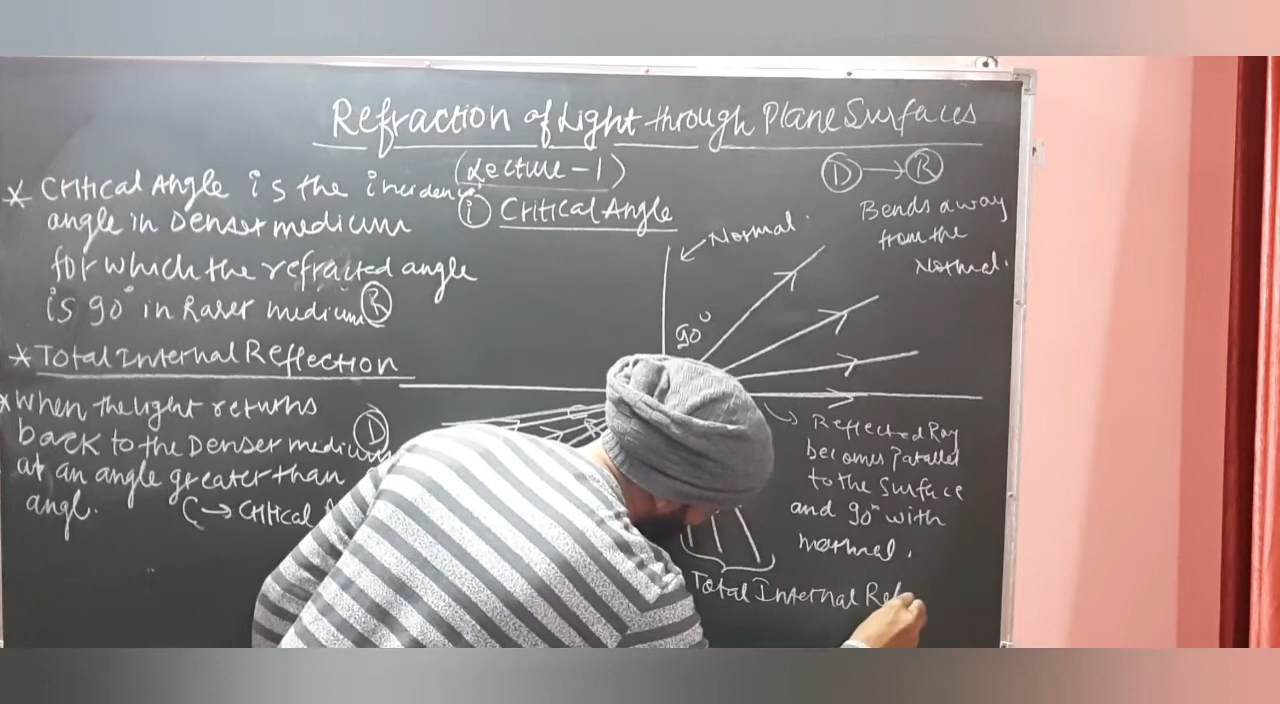 Refraction of Light through Plane Surfaces
(Lecture-1)
* Critical Angle is the incidence
angle in Denser medium
for which the refracted angle
is 90° in Rarer medium (R)
* Total Internal Reflection
* When the light returns
back to the Denser medium (D)
at an angle greater than
angl.
C → Critical
(i) Critical Angle
Normal
90°
(D) → (R)
Bends away
from the
Normal.
Reflected Ray
becomes Parallel
to the surface
and 90° with
normal.
Total Internal Ref